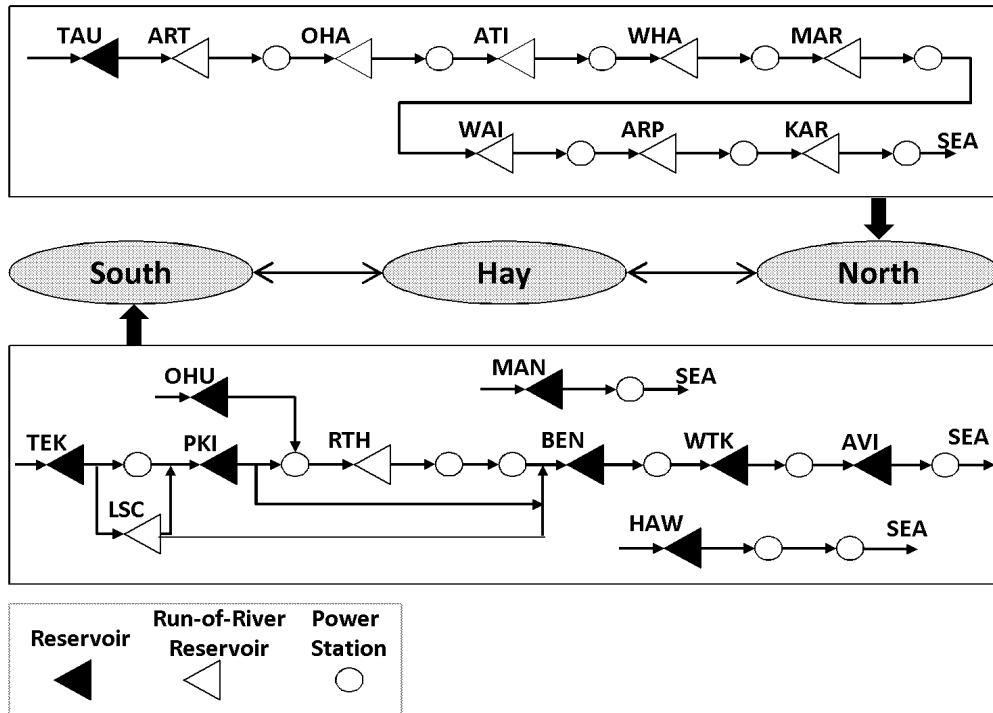 TAU ART OHA ATI WHA MAR
WAI ARP KAR SEA
South Hay North
MAN SEA
OHU
TEK PKI RTH BEN WTK AVI SEA
LSC
HAW SEA
Run-of-River Power
Reservoir Reservoir Station